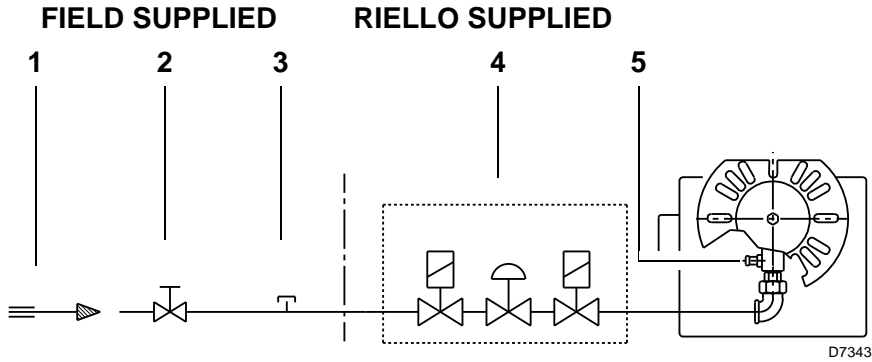 FIELD SUPPLIED RIELLO SUPPLIED
1 2 3 4 5
D7343